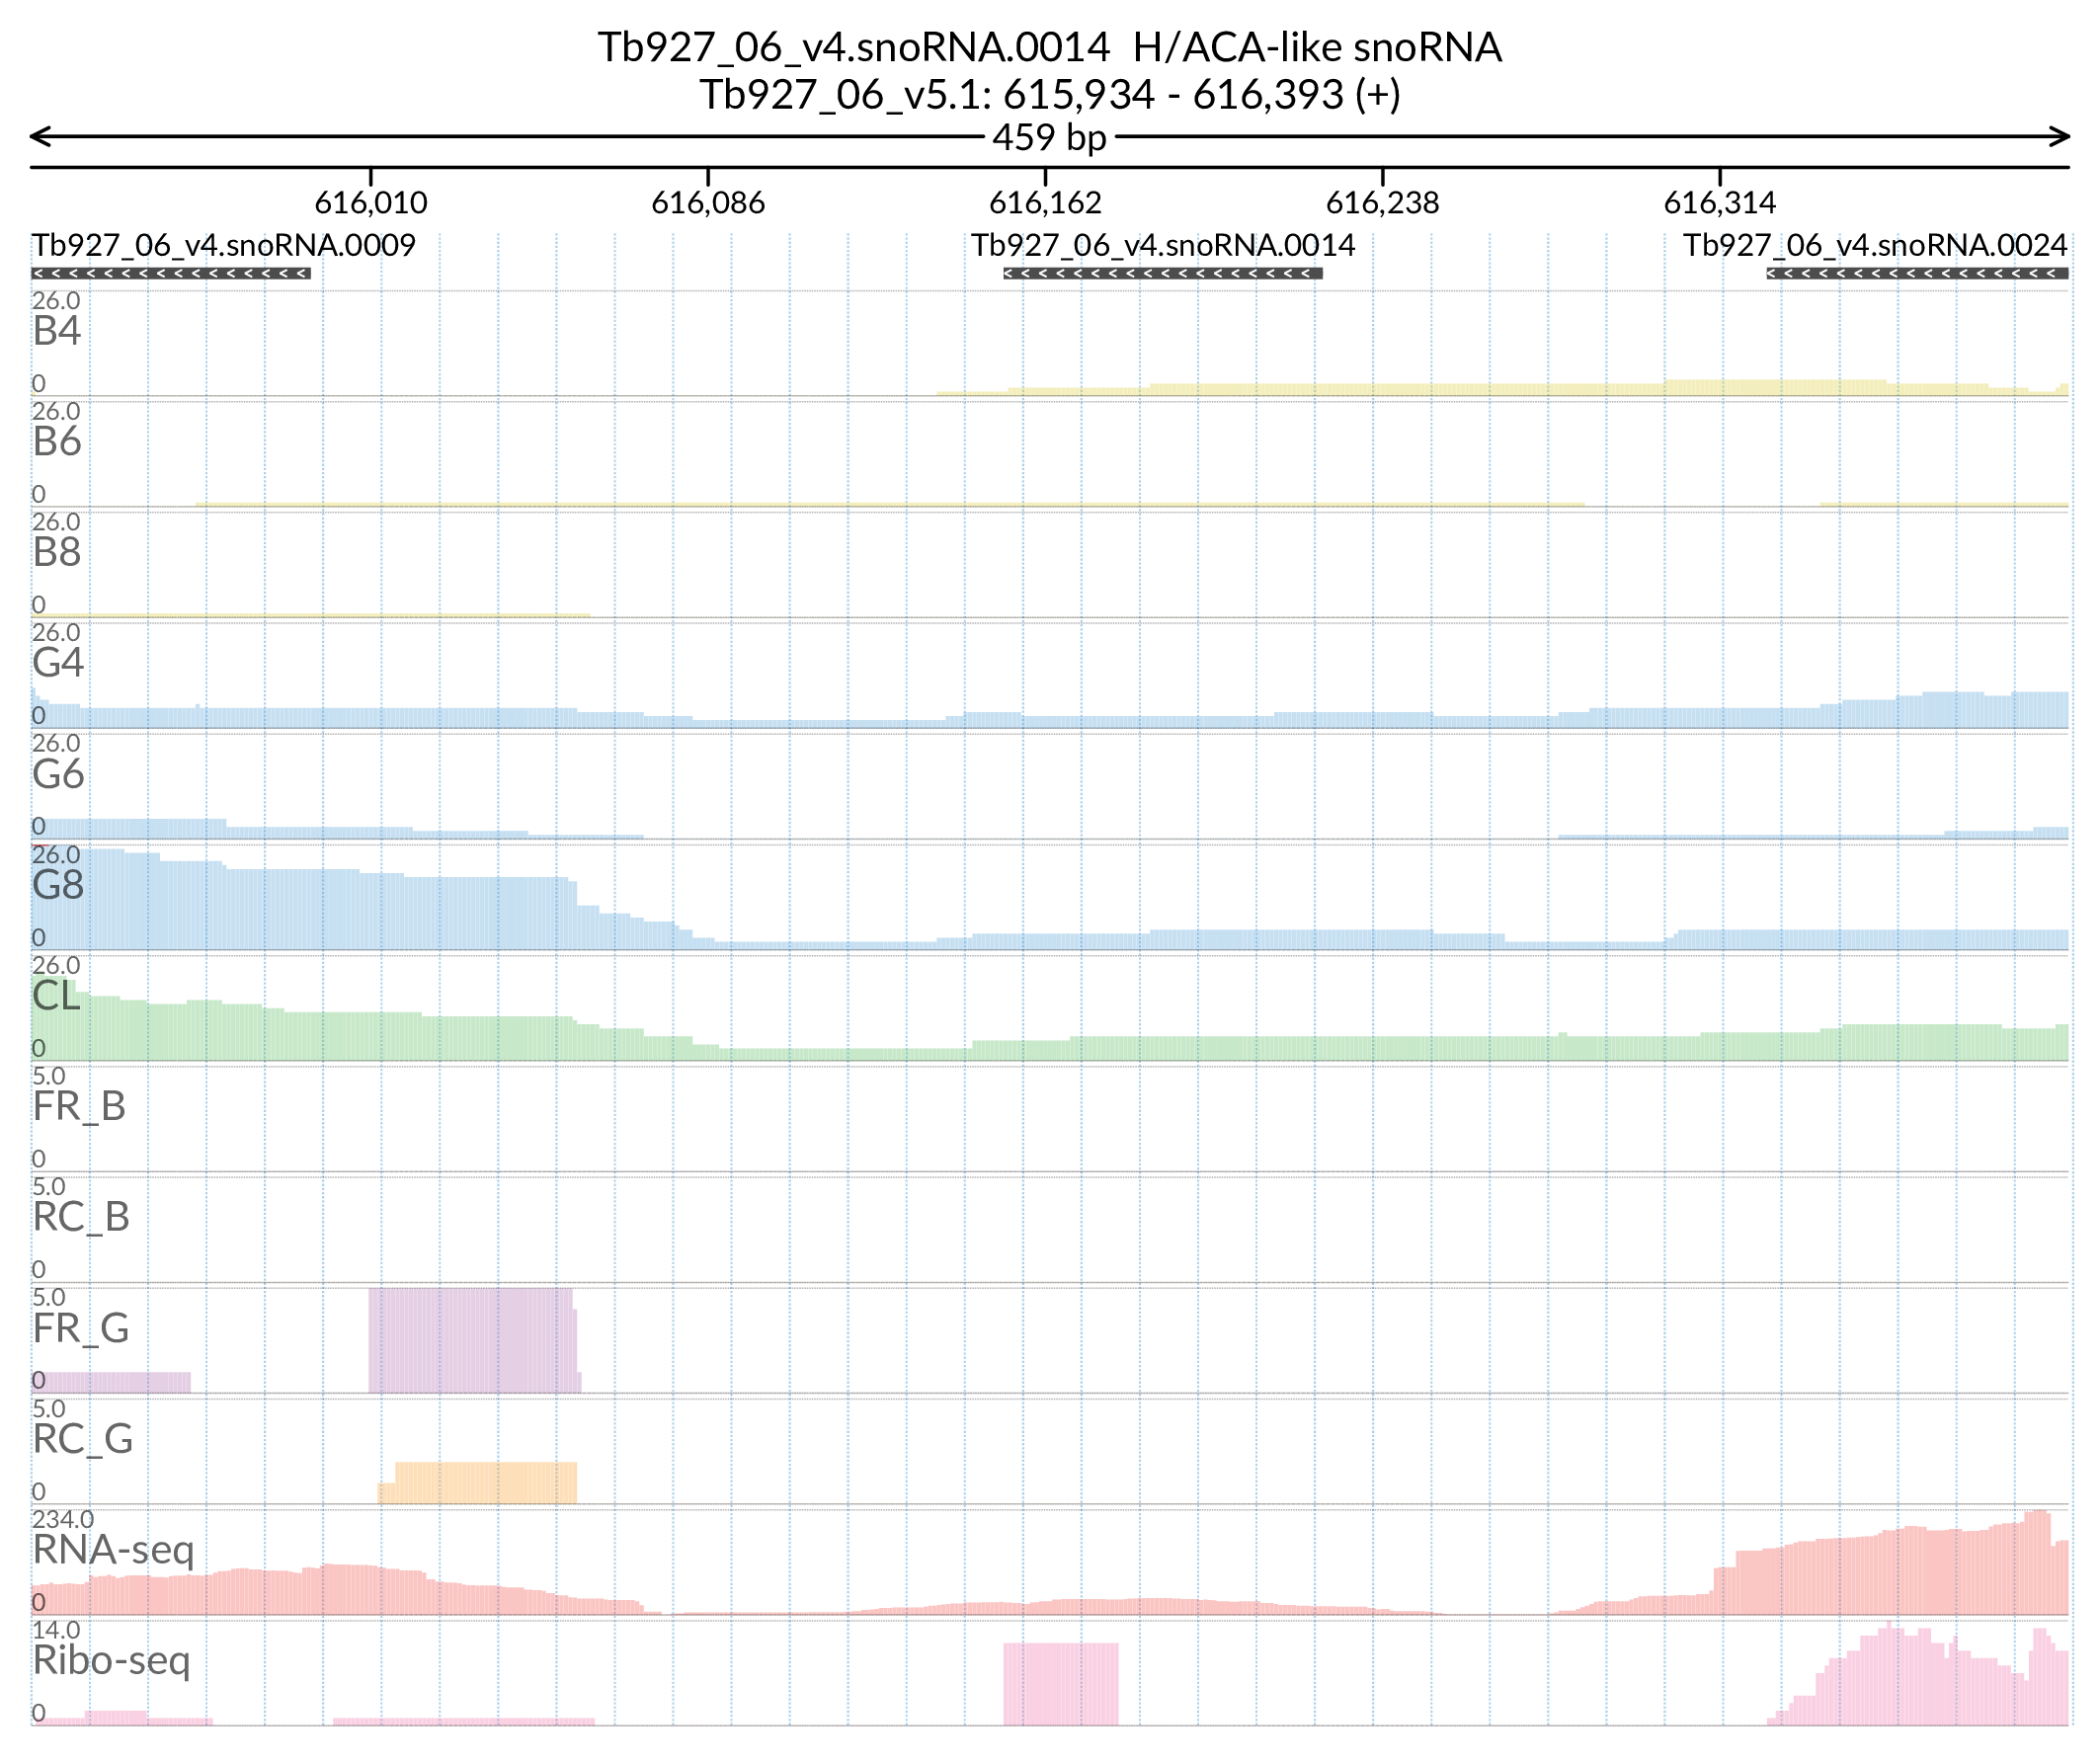 Tb927_06_v4.snoRNA.0014  H/ACA-like snoRNA
Tb927_06_v5.1: 615,934 - 616,393 (+)
459 bp
616,010 616,086 616,162 616,238 616,314
Tb927_06_v4.snoRNA.0009 Tb927_06_v4.snoRNA.0014 Tb927_06_v4.snoRNA.0024
26.0
B4
0
26.0
B6
0
26.0
B8
0
26.0
G4
0
26.0
G6
0
26.0
G8
0
26.0
CL
0
5.0
FR_B
0
5.0
RC_B
0
5.0
FR_G
0
5.0
RC_G
0
234.0
RNA-seq
0
14.0
Ribo-seq
0